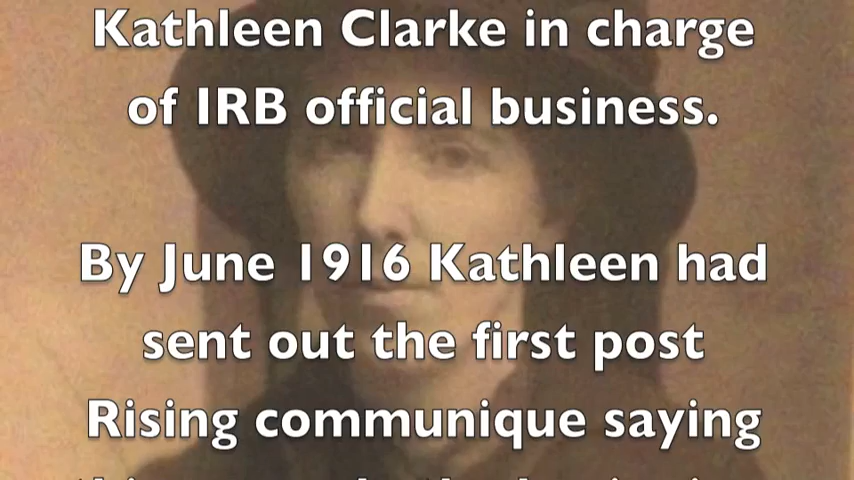 Kathleen Clarke in charge
of IRB official business.
By June 1916 Kathleen had
sent out the first post
Rising communique saying